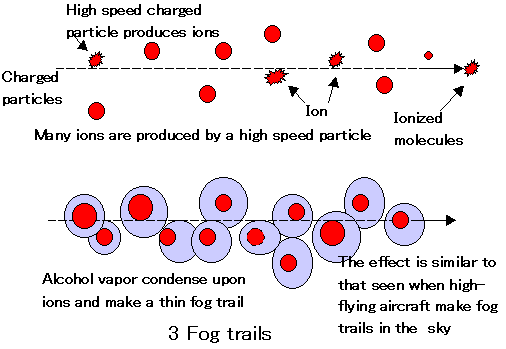 High speed charged
particle produces ions
Charged
particles
Ion
Ionized
molecules
Many ions are produced by a high speed particle
Alcohol vapor condense upon
ions and make a thin fog trail
The effect is similar to
that seen when high-
flying aircraft make fog
trails in the sky
3 Fog trails